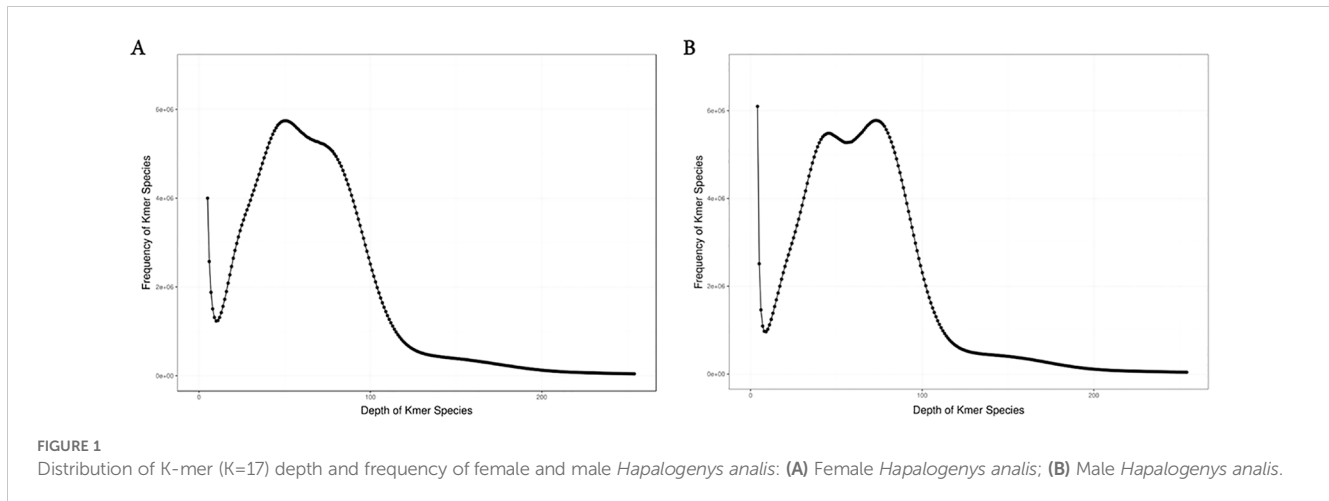 A
B
6e+06
4e+06
2e+06
0e+00
Frequency of Kmer Species
0
100
200
Depth of Kmer Species
6e+06
4e+06
2e+06
0e+00
Frequency of Kmer Species
0
100
200
Depth of Kmer Species
FIGURE 1
Distribution of K-mer (K=17) depth and frequency of female and male Hapalogenys analis: (A) Female Hapalogenys analis; (B) Male Hapalogenys analis.